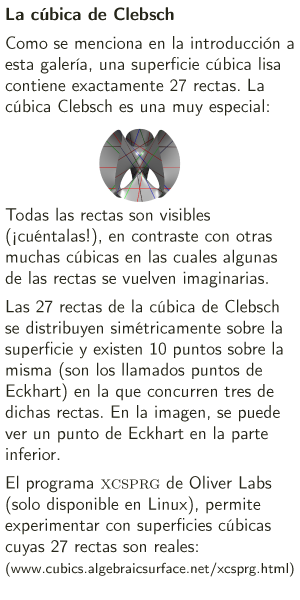 La cúbica de Clebsch
Como se menciona en la introducción a
esta galería, una superficie cúbica lisa
contiene exactamente 27 rectas. La
cúbica Clebsch es una muy especial:
Todas las rectas son visibles
(¡cuéntalas!), en contraste con otras
muchas cúbicas en las cuales algunas
de las rectas se vuelven imaginarias.
Las 27 rectas de la cúbica de Clebsch
se distribuyen simétricamente sobre la
superficie y existen 10 puntos sobre la
misma (son los llamados puntos de
Eckhart) en la que concurren tres de
dichas rectas. En la imagen, se puede
ver un punto de Eckhart en la parte
inferior.
El programa XCSPRG de Oliver Labs
(solo disponible en Linux), permite
experimentar con superficies cúbicas
cuyas 27 rectas son reales:
(www.cubics.algebraicsurface.net/xcsprg.html)